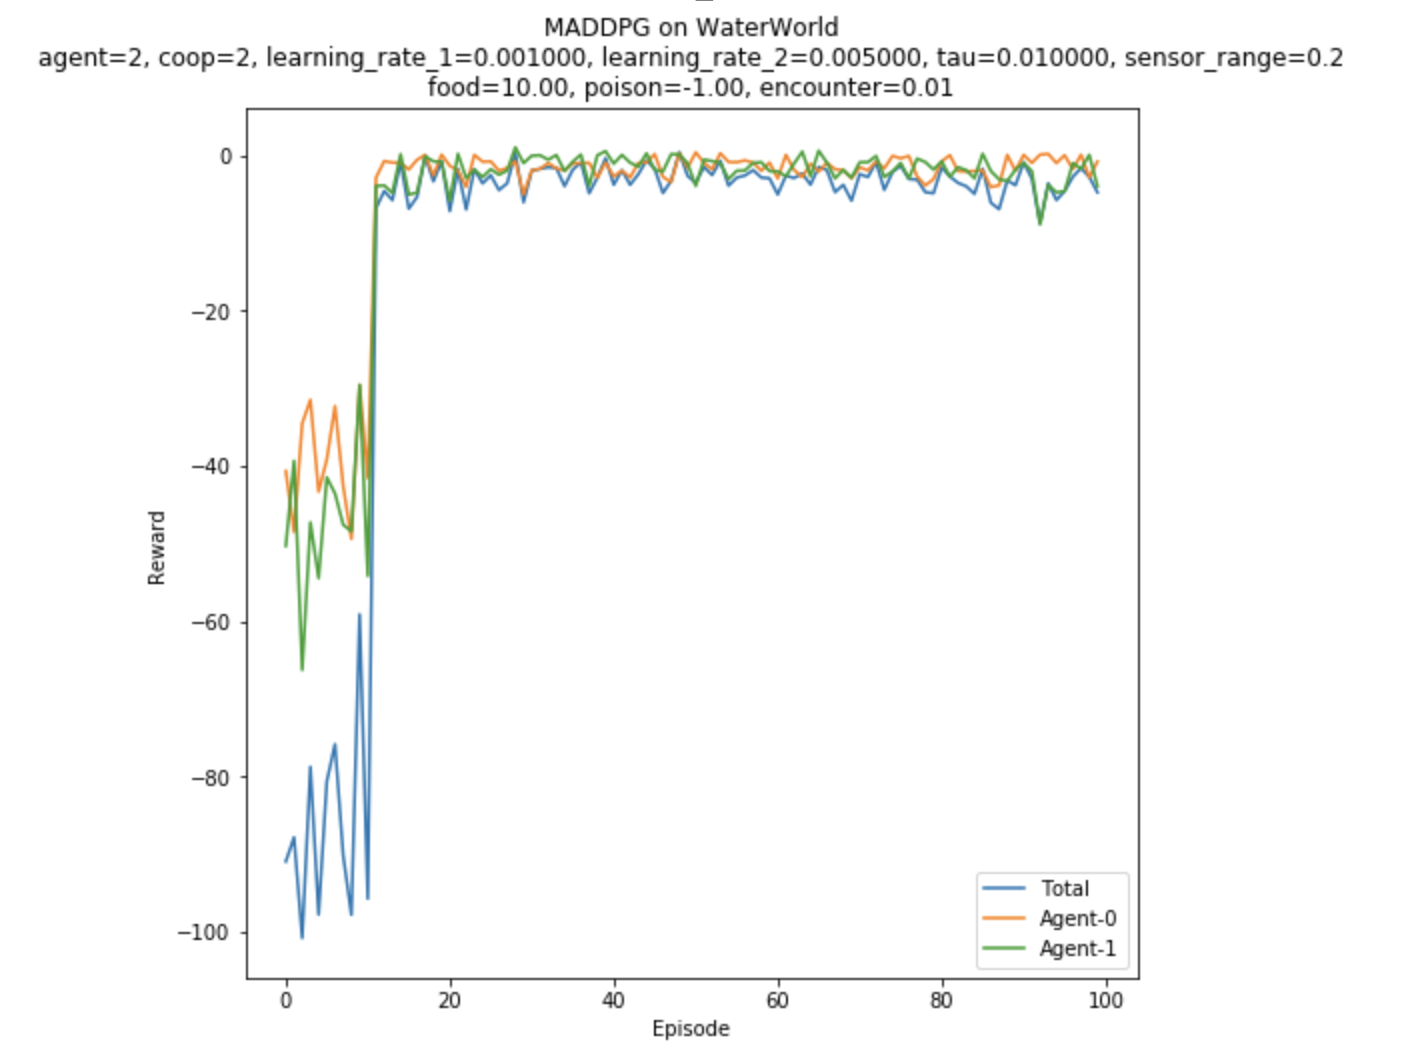 MADDPG on WaterWorld
agent=2, coop=2, learning_rate_1=0.001000, learning_rate_2=0.005000, tau=0.010000, sensor_range=0.2
food=10.00, poison=-1.00, encounter=0.01
0
−20
−40
−60
−80
−100
Reward
Total
Agent-0
Agent-1
0 20 40 60 80 100
Episode